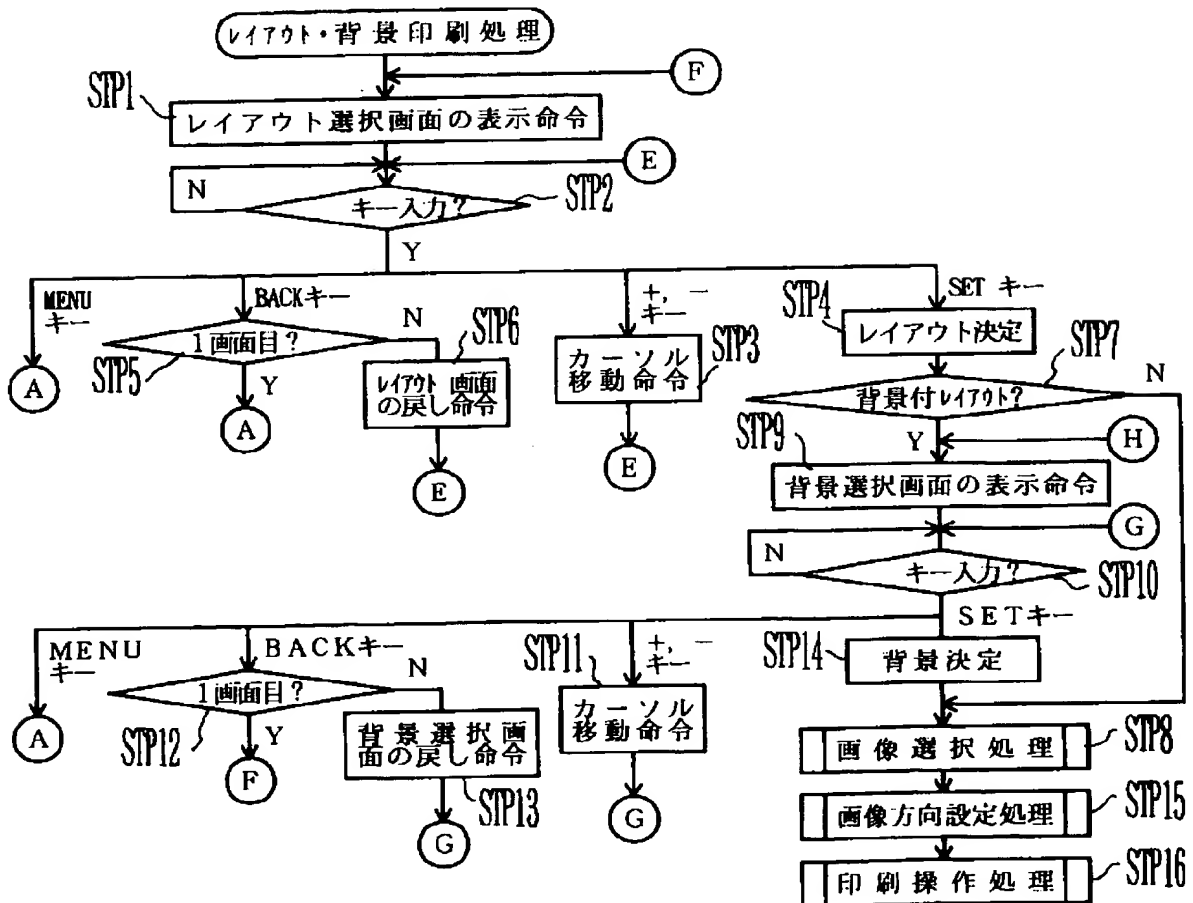 レイアウト・背景印刷処理
F
STP1
レイアウト選択画面の表示命令
E
N
キー入力?
STP2
Y
MENU
キー
BACKキー
+, -
キー
SET キー
STP4
レイアウト決定
1画面目?
N
STP5
Y
STP6
レイアウト画面
の戻し命令
カーソル
移動命令
STP3
STP7
背景付レイアウト?
N
A
A
E
E
Y
H
STP9
背景選択画面の表示命令
G
N
キー入力?
STP10
MENU
キー
BACKキー
+, -
キー
SETキー
STP14
背景決定
1画面目?
N
STP12
Y
STP11
カーソル
移動命令
背景選択画
面の戻し命令
STP13
A
F
G
G
画像選択処理
STP8
画像方向設定処理
STP15
印刷操作処理
STP16